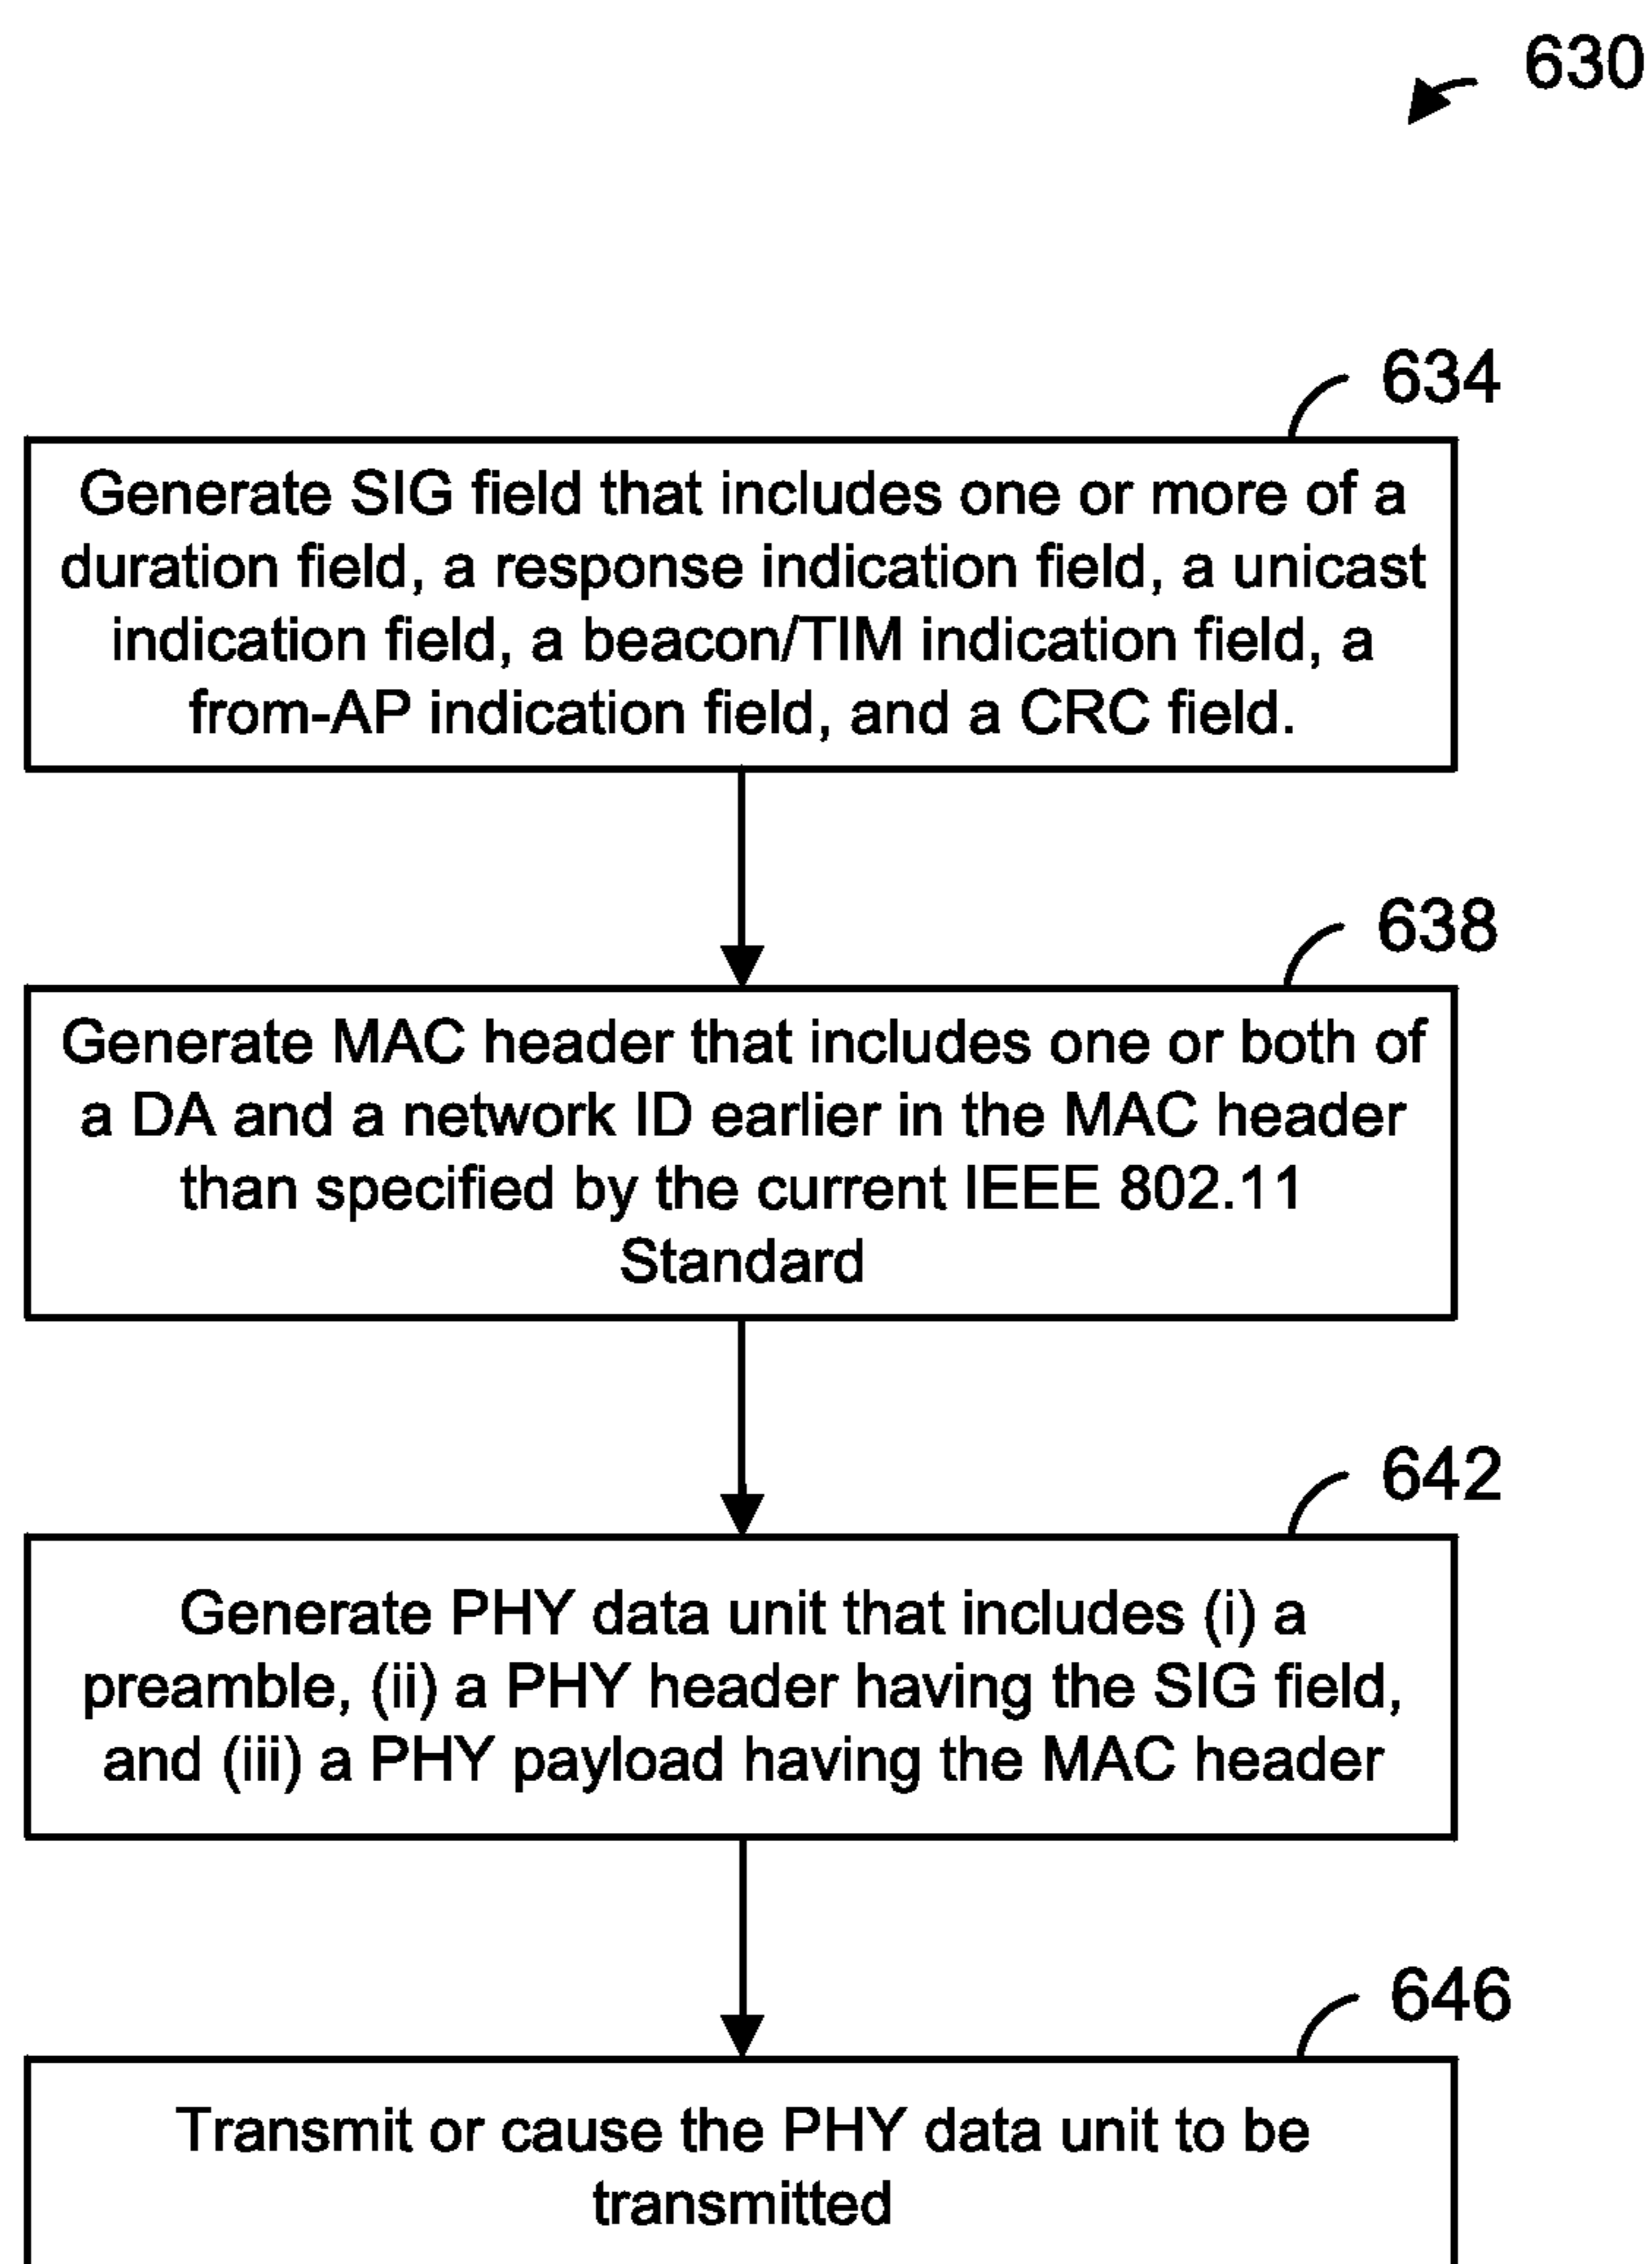 630
634
Generate SIG field that includes one or more of a
duration field, a response indication field, a unicast
indication field, a beacon/TIM indication field, a
from-AP indication field, and a CRC field.
638
Generate MAC header that includes one or both of
a DA and a network ID earlier in the MAC header
than specified by the current IEEE 802.11
Standard
642
Generate PHY data unit that includes (i) a
preamble, (ii) a PHY header having the SIG field,
and (iii) a PHY payload having the MAC header
646
Transmit or cause the PHY data unit to be
transmitted